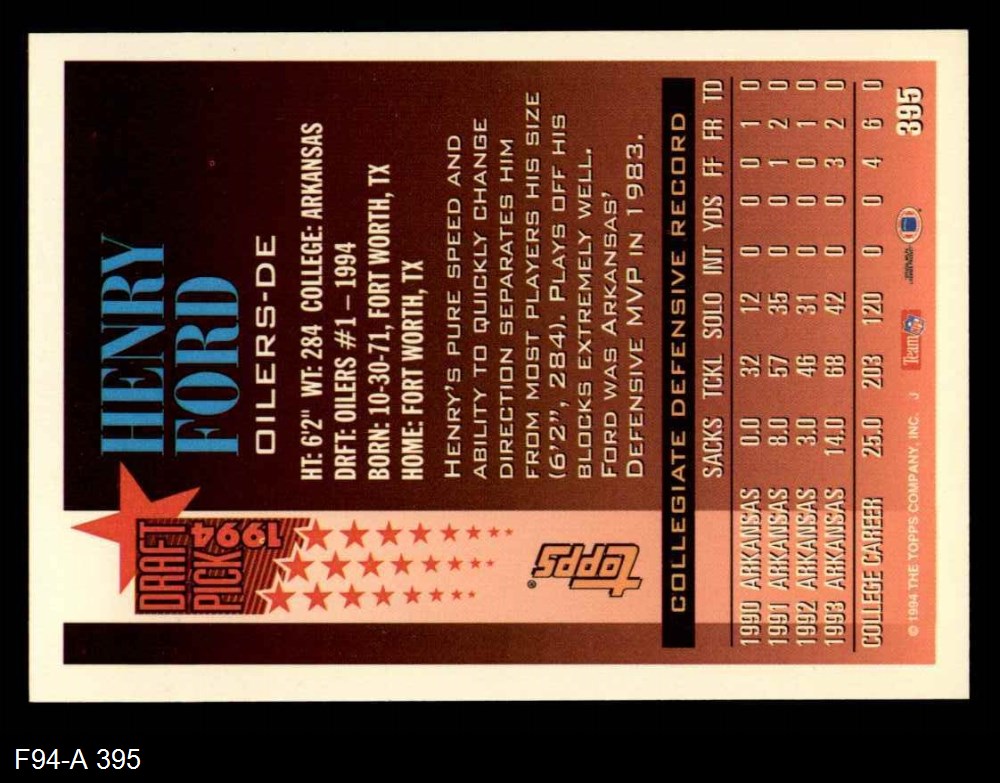 HENRY
FORD
OILERS-DE
HT: 6'2" WT: 284 COLLEGE: ARKANSAS
DRFT: OILERS #1 – 1994
BORN: 10-30-71, FORT WORTH, TX
HOME: FORT WORTH, TX
HENRY'S PURE SPEED AND
ABILITY TO QUICKLY CHANGE
DIRECTION SEPARATES HIM
FROM MOST PLAYERS HIS SIZE
(6'2", 284). PLAYS OFF HIS
BLOCKS EXTREMELY WELL.
FORD WAS ARKANSAS'
DEFENSIVE MVP IN 1983.
DRAFT
PICK 1994
TOPPS®
COLLEGIATE DEFENSIVE RECORD
SACKS TCKL SOLO INT YDS FF FR TD
1990 ARKANSAS 0.0 32 12 0 0 0 1 0
1991 ARKANSAS 8.0 57 35 0 0 1 2 0
1992 ARKANSAS 3.0 46 31 0 0 0 1 0
1993 ARKANSAS 14.0 68 42 0 0 3 2 0
COLLEGE CAREER 25.0 203 120 0 0 4 6 0
© 1994 THE TOPPS COMPANY, INC. J Team NFL 395
F94-A 395